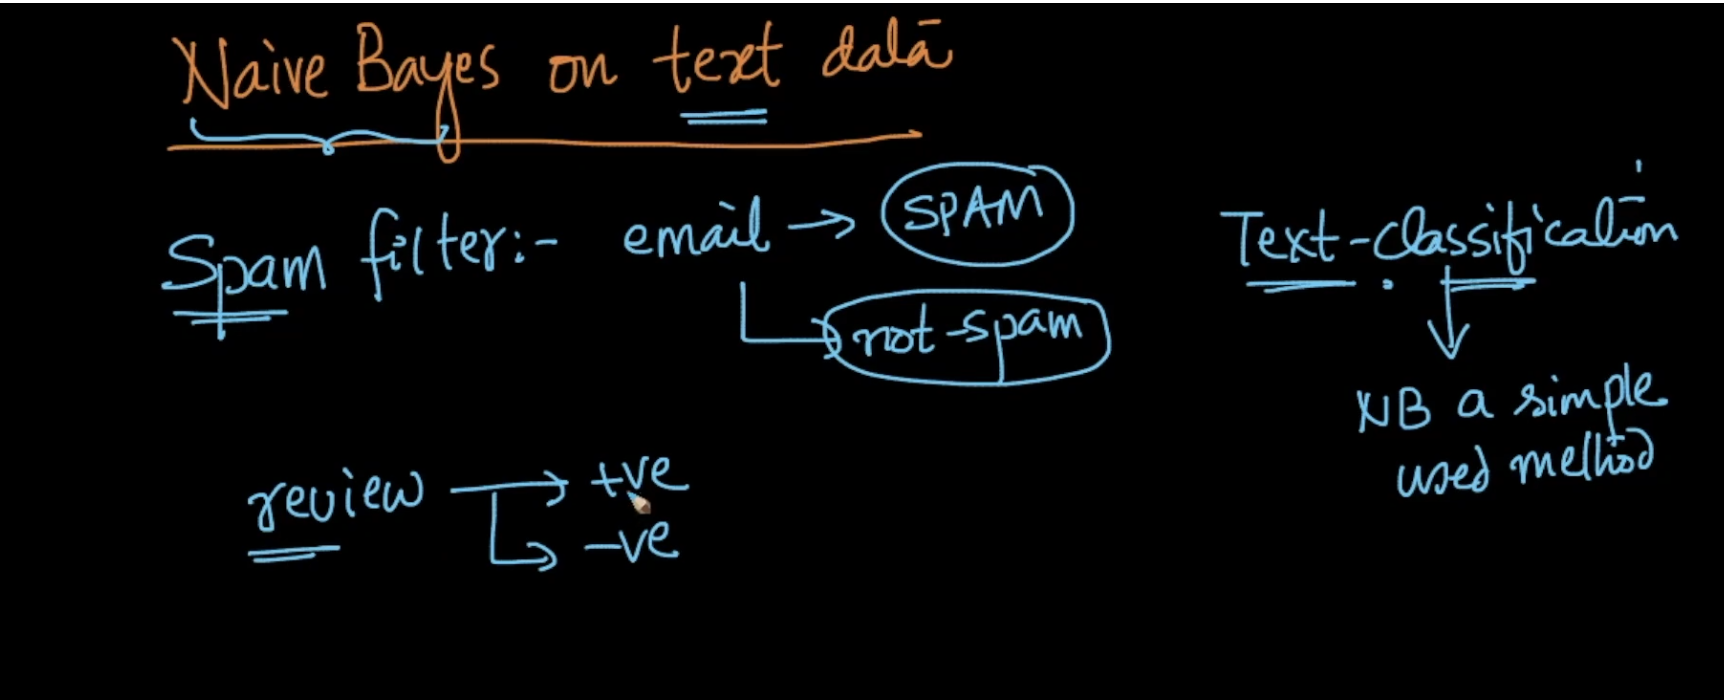 Naive Bayes on text data
Spam filter:- email → SPAM
not-spam
Text-classification
NB a simple
used method
review → +ve
→ -ve